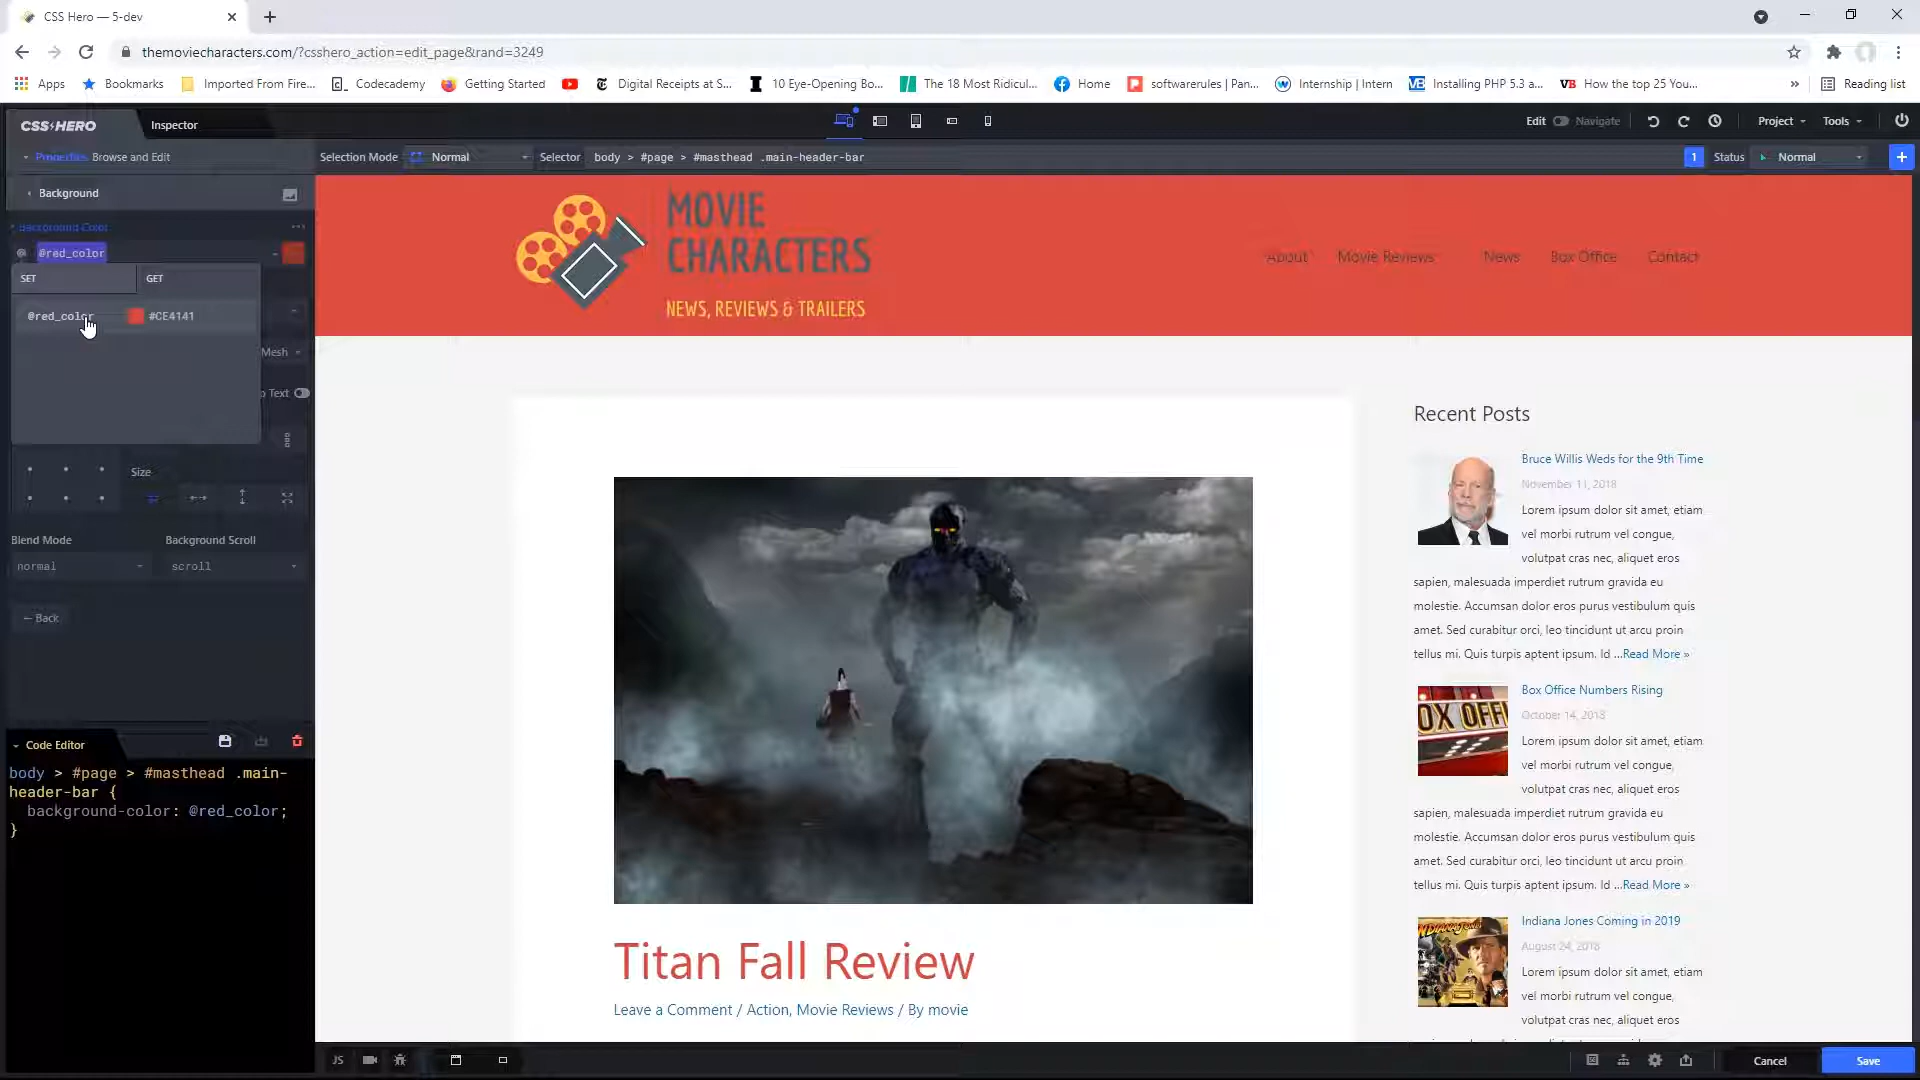 CSS Hero — 5-dev
themoviecharacters.com/?csshero_action=edit_page&rand=3249
Apps Bookmarks Imported From Fire... Codecademy Getting Started Digital Receipts at S... 10 Eye-Opening Bo... The 18 Most Ridicul... Home softwarerules | Pan... Internship | Intern Installing PHP 5.3 a... How the top 25 You... » Reading list
CSS HERO Inspector Edit Navigate Project Tools
Properties Browse and Edit Selection Mode Normal Selector body > #page > #masthead .main-header-bar 1 Status Normal +
Background
Background Color
@red_color
SET GET
@red_color #CE4141
Mesh
o Text
Size
Blend Mode Background Scroll
normal scroll
← Back
Code Editor
body > #page > #masthead .main-
header-bar {
background-color: @red_color;
}
MOVIE
CHARACTERS
NEWS, REVIEWS & TRAILERS
About Movie Reviews News Box Office Contact
Titan Fall Review
Leave a Comment / Action, Movie Reviews / By movie
Recent Posts
Bruce Willis Weds for the 9th Time
November 11, 2018
Lorem ipsum dolor sit amet, etiam
vel morbi rutrum vel congue,
volutpat cras nec, aliquet eros
sapien, malesuada imperdiet rutrum gravida eu
molestie. Accumsan dolor eros purus vestibulum quis
amet. Sed curabitur orci, leo tincidunt ut arcu proin
tellus mi. Quis turpis aptent ipsum. Id ...Read More »
OX OFFI
Box Office Numbers Rising
October 14, 2018
Lorem ipsum dolor sit amet, etiam
vel morbi rutrum vel congue,
volutpat cras nec, aliquet eros
sapien, malesuada imperdiet rutrum gravida eu
molestie. Accumsan dolor eros purus vestibulum quis
amet. Sed curabitur orci, leo tincidunt ut arcu proin
tellus mi. Quis turpis aptent ipsum. Id ...Read More »
Indiana Jones Coming in 2019
August 24, 2018
Lorem ipsum dolor sit amet, etiam
vel morbi rutrum vel congue,
volutpat cras nec, aliquet eros
JS Cancel Save